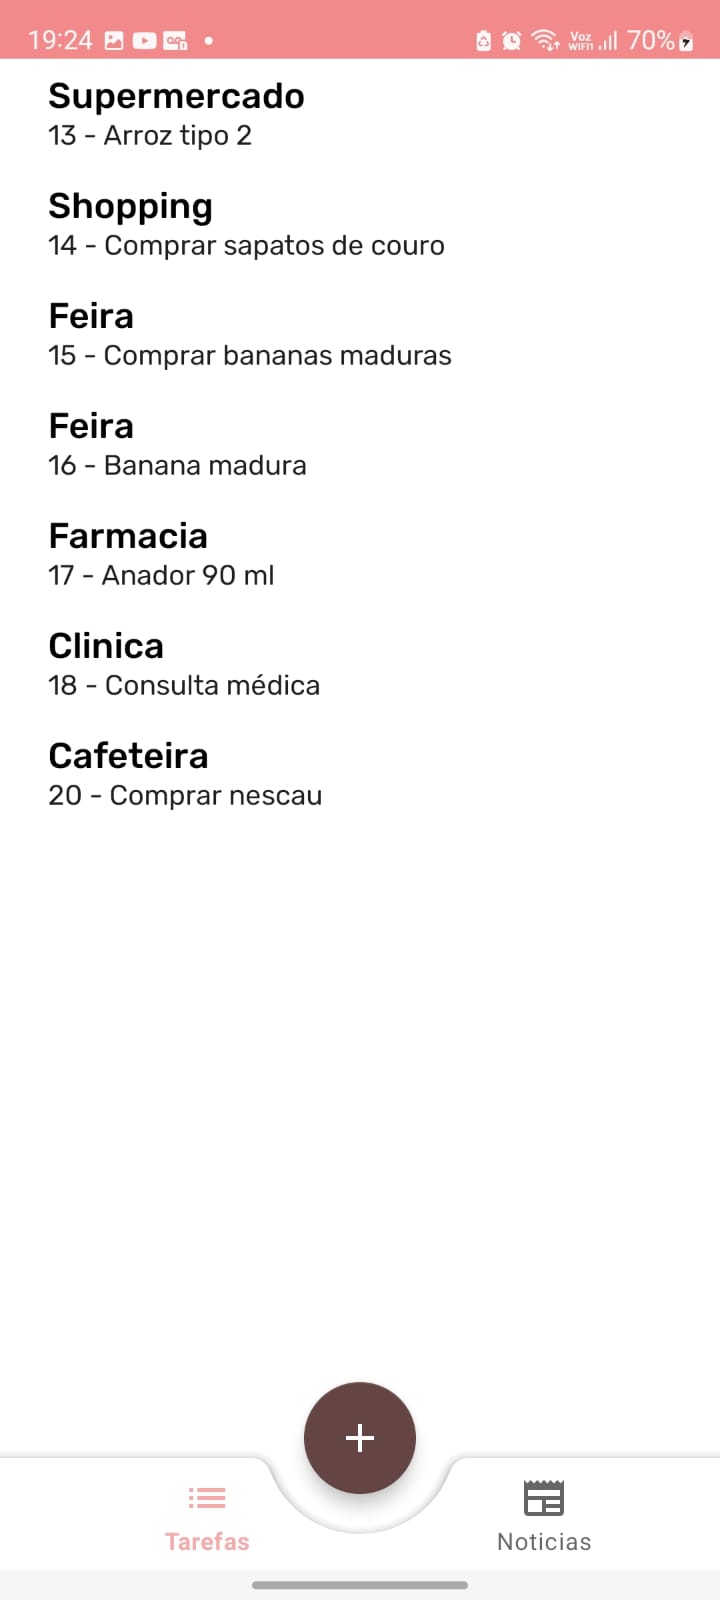 19:24
Voz
WIFI1
70%
Supermercado
13 - Arroz tipo 2
Shopping
14 - Comprar sapatos de couro
Feira
15 - Comprar bananas maduras
Feira
16 - Banana madura
Farmacia
17 - Anador 90 ml
Clinica
18 - Consulta médica
Cafeteira
20 - Comprar nescau
Tarefas
Noticias